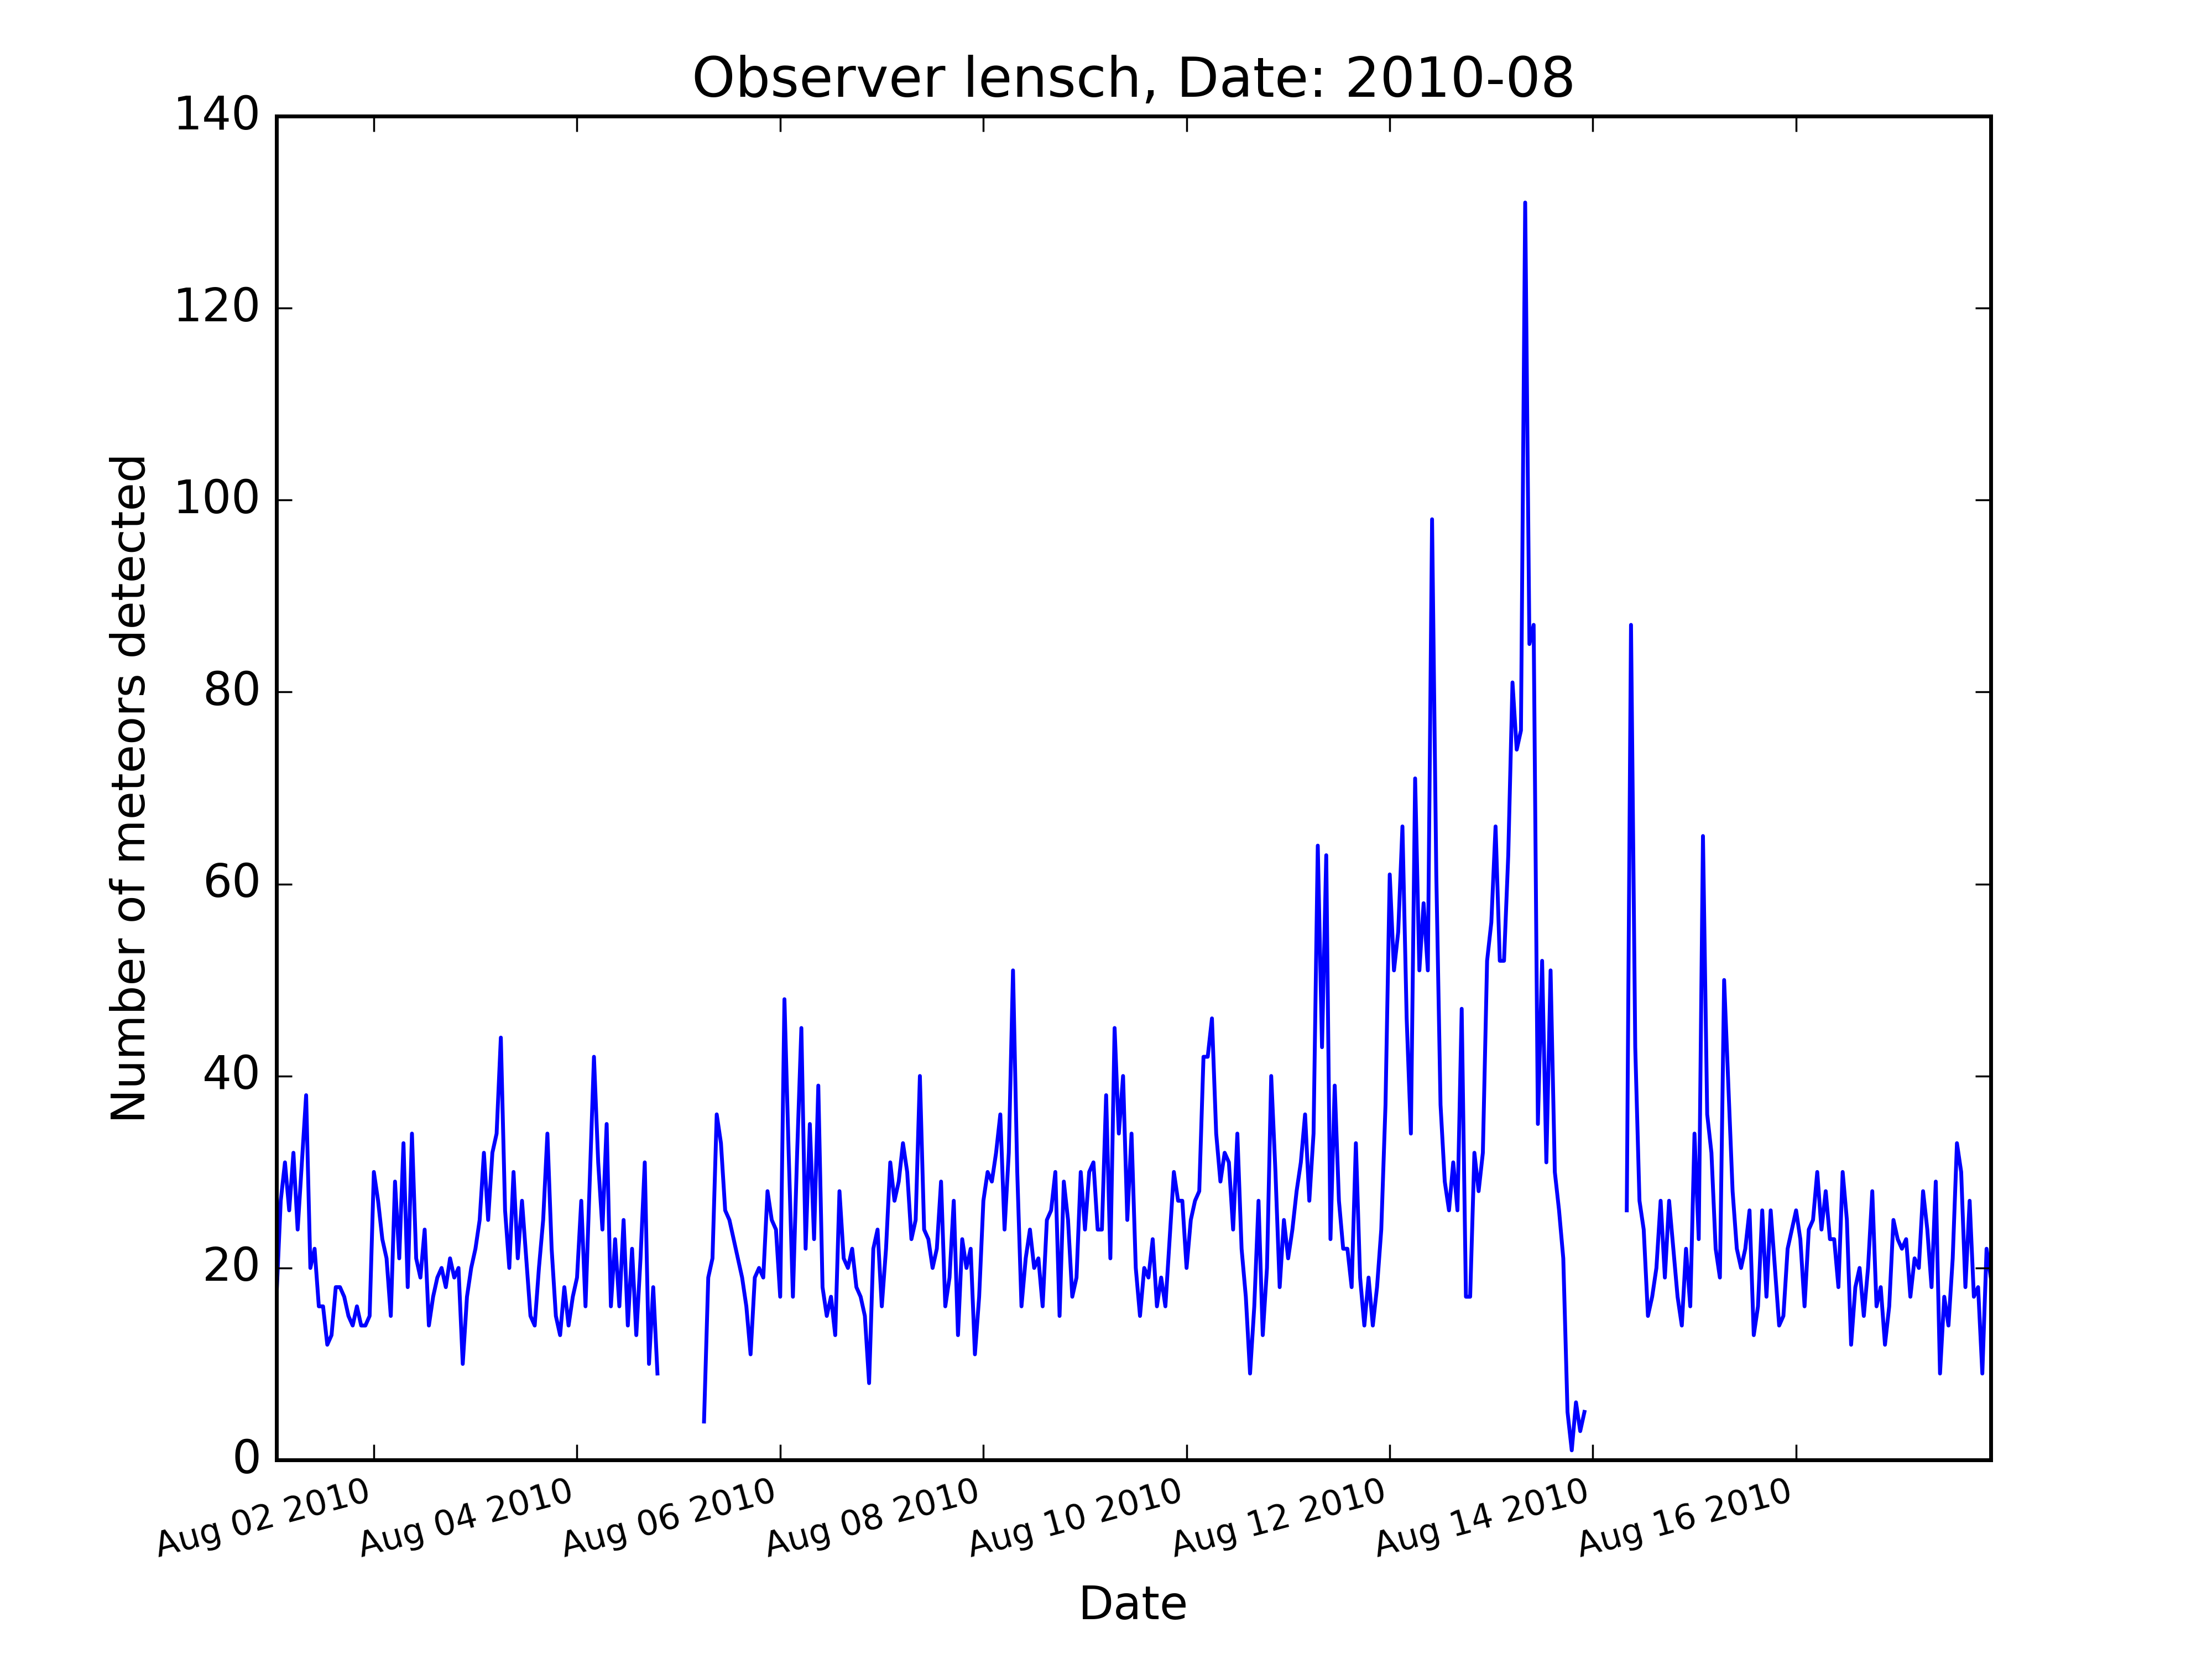 Observer lensch, Date: 2010-08
140
120
100
80
60
40
20
0
Number of meteors detected
Aug 02 2010
Aug 04 2010
Aug 06 2010
Aug 08 2010
Aug 10 2010
Aug 12 2010
Aug 14 2010
Aug 16 2010
Date